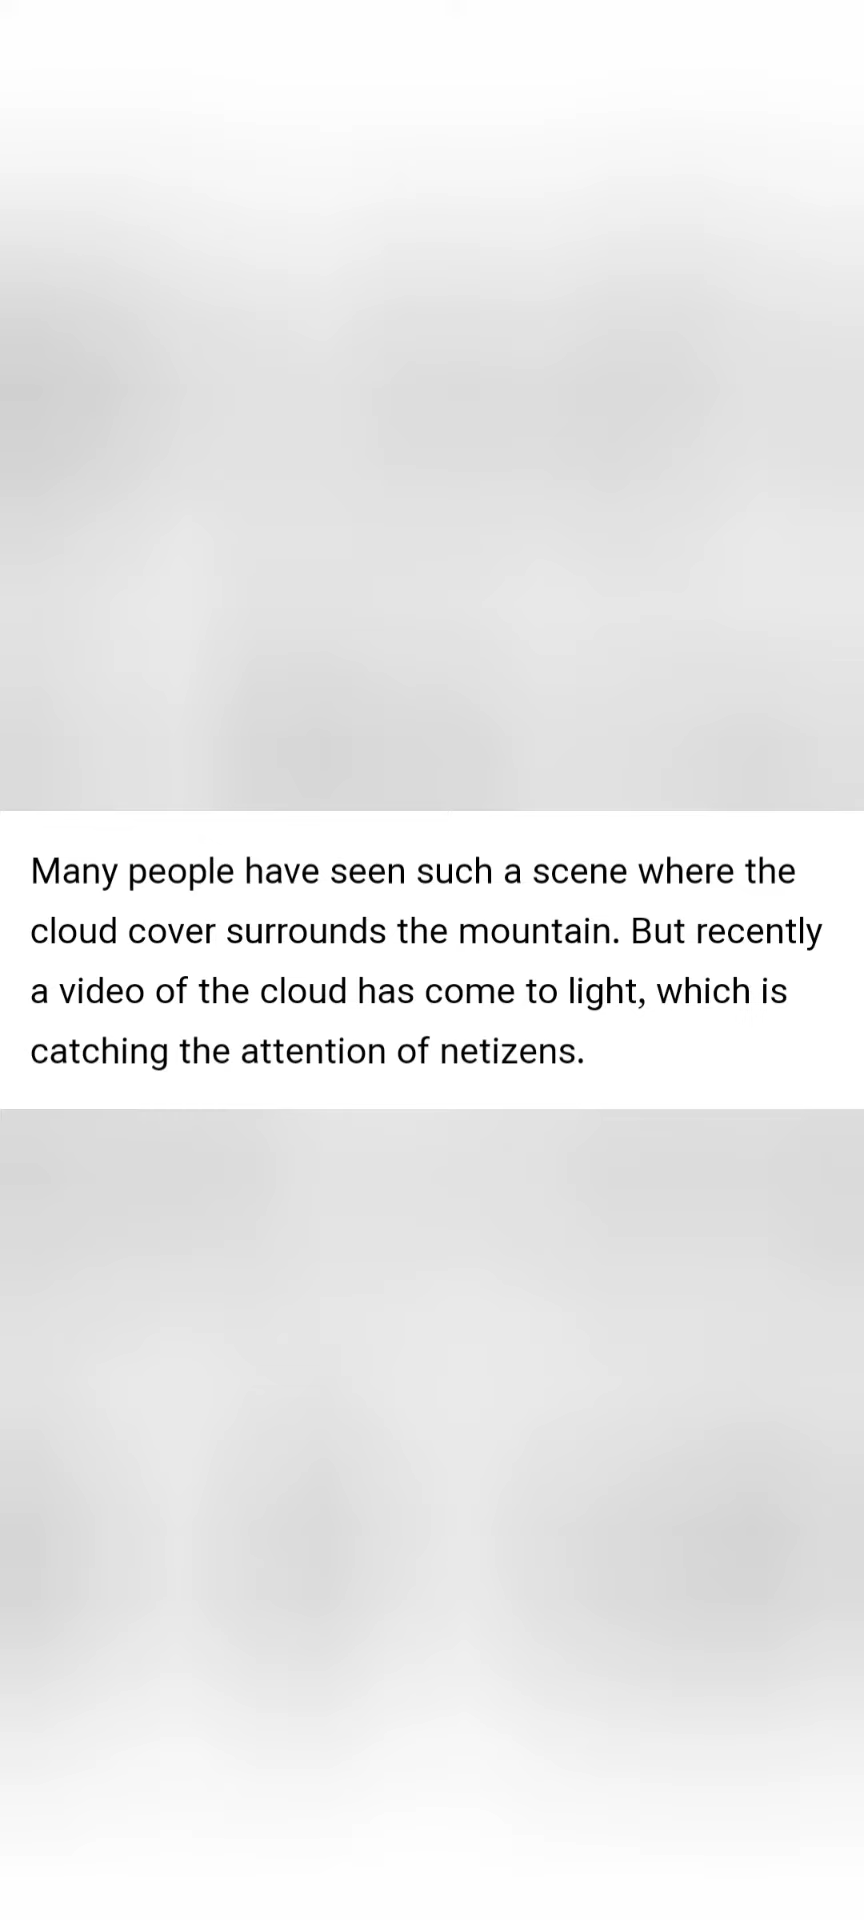 Many people have seen such a scene where the
cloud cover surrounds the mountain. But recently
a video of the cloud has come to light, which is
catching the attention of netizens.